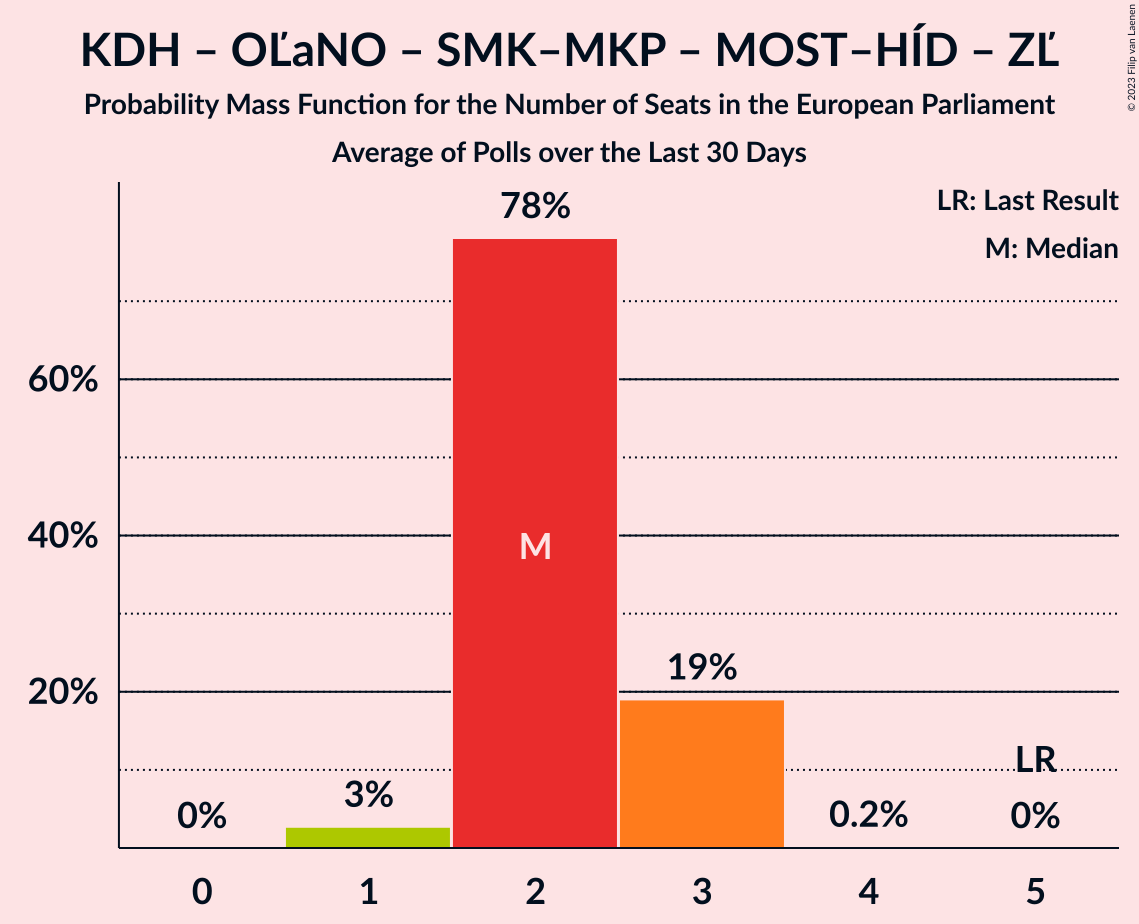 KDH – OĽaNO – SMK–MKP – MOST–HÍD – ZĽ
Probability Mass Function for the Number of Seats in the European Parliament
Average of Polls over the Last 30 Days
© 2023 Filip van Laenen
LR: Last Result
M: Median
78%
60%
40%
M
20%
19%
LR
0%
3%
0.2%
0%
0 1 2 3 4 5